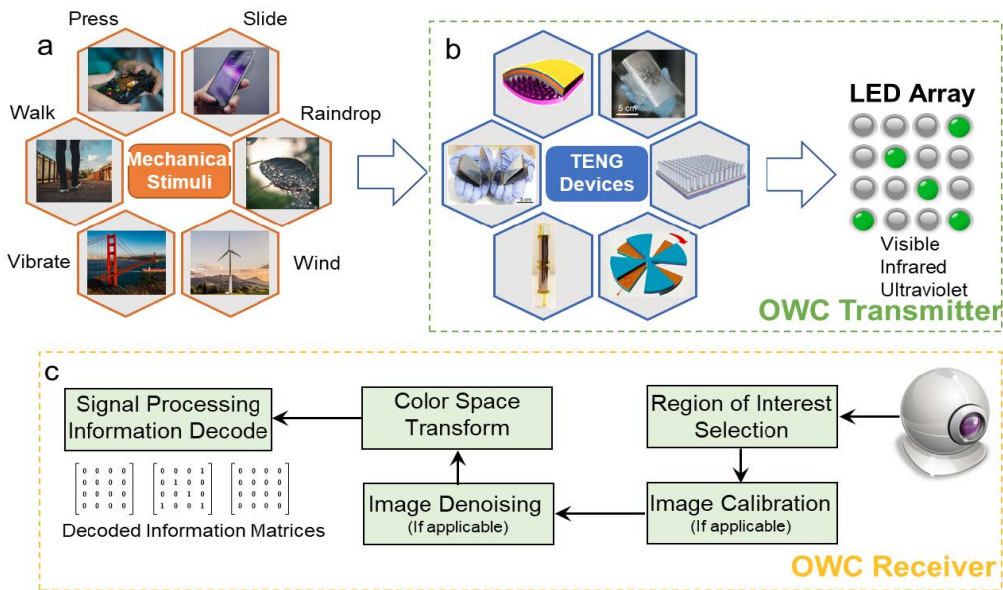 a
Press
Slide
Walk
Raindrop
Mechanical
Stimuli
Vibrate
Wind
b
5 cm
TENG
Devices
3 cm
LED Array
Visible
Infrared
Ultraviolet
OWC Transmitter
c
Signal Processing
Information Decode
Color Space
Transform
Region of Interest
Selection
Image Denoising
(If applicable)
Image Calibration
(If applicable)
0 0 0 0
0 0 0 0
0 0 0 0
0 0 0 0
0 0 0 1
0 1 0 0
0 0 1 0
1 0 0 1
0 0 0 0
0 0 0 0
0 0 0 0
0 0 0 0
Decoded Information Matrices
OWC Receiver